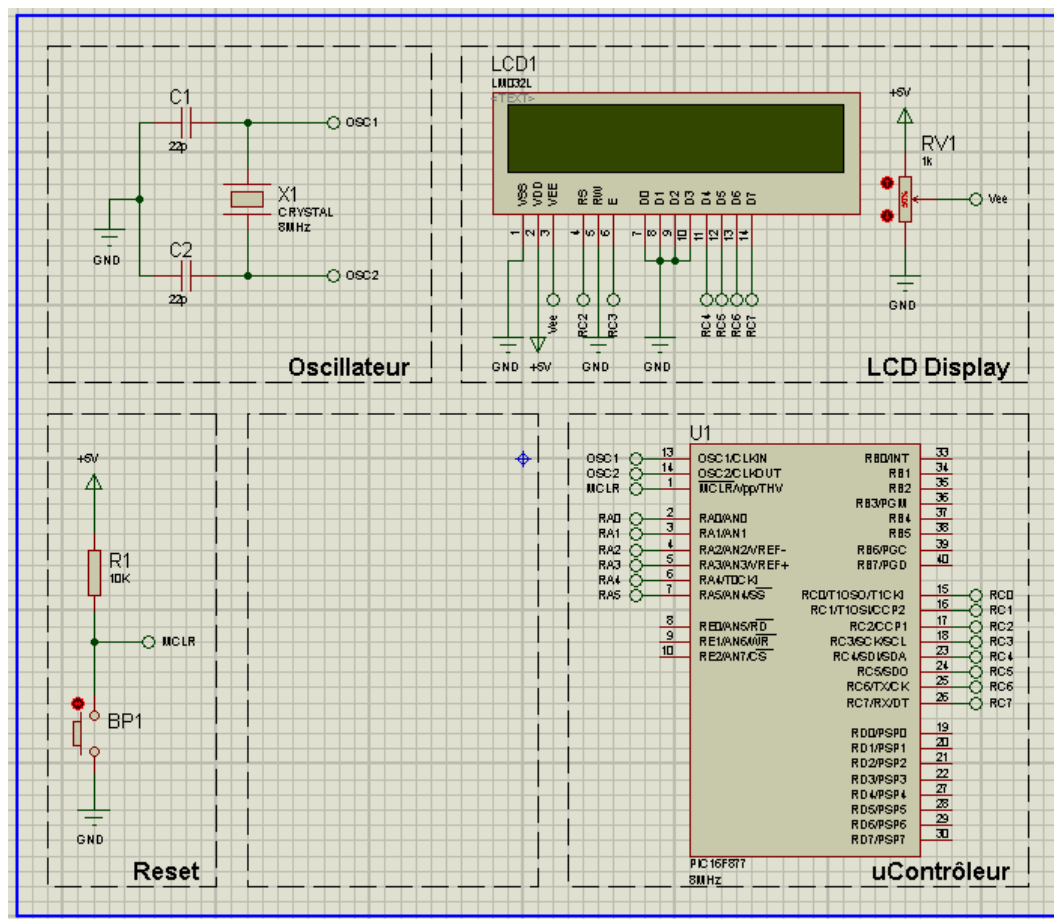 C1
22p
OSC1
X1
CRYSTAL
8MHz
GND
C2
22p
OSC2
Oscillateur
LCD1
LM032L
<TEXT>
VSS
VDD
VEE
RS
RW
E
D0
D1
D2
D3
D4
D5
D6
D7
1
2
3
4
5
6
7
8
9
10
11
12
13
14
Vee
RC2
RC3
RC4
RC5
RC6
RC7
GND
+5V
GND
GND
+5V
RV1
1k
50%
Vee
GND
LCD Display
+5V
R1
10K
MCLR
BP1
GND
Reset
U1
OSC1 13 OSC1/CLKIN
OSC2 14 OSC2/CLKOUT
MCLR 1 MCLR/Vpp/THV
RA0 2 RA0/AN0
RA1 3 RA1/AN1
RA2 4 RA2/AN2/VREF-
RA3 5 RA3/AN3/VREF+
RA4 6 RA4/T0CKI
RA5 7 RA5/AN4/SS
8 RE0/AN5/RD
9 RE1/AN6/WR
10 RE2/AN7/CS
RB0/INT 33
RB1 34
RB2 35
RB3/PGM 36
RB4 37
RB5 38
RB6/PGC 39
RB7/PGD 40
RC0/T1OSO/T1CKI 15 RC0
RC1/T1OSI/CCP2 16 RC1
RC2/CCP1 17 RC2
RC3/SCK/SCL 18 RC3
RC4/SDI/SDA 23 RC4
RC5/SDO 24 RC5
RC6/TX/CK 25 RC6
RC7/RX/DT 26 RC7
RD0/PSP0 19
RD1/PSP1 20
RD2/PSP2 21
RD3/PSP3 22
RD4/PSP4 27
RD5/PSP5 28
RD6/PSP6 29
RD7/PSP7 30
PIC16F877
8MHz
uContrôleur